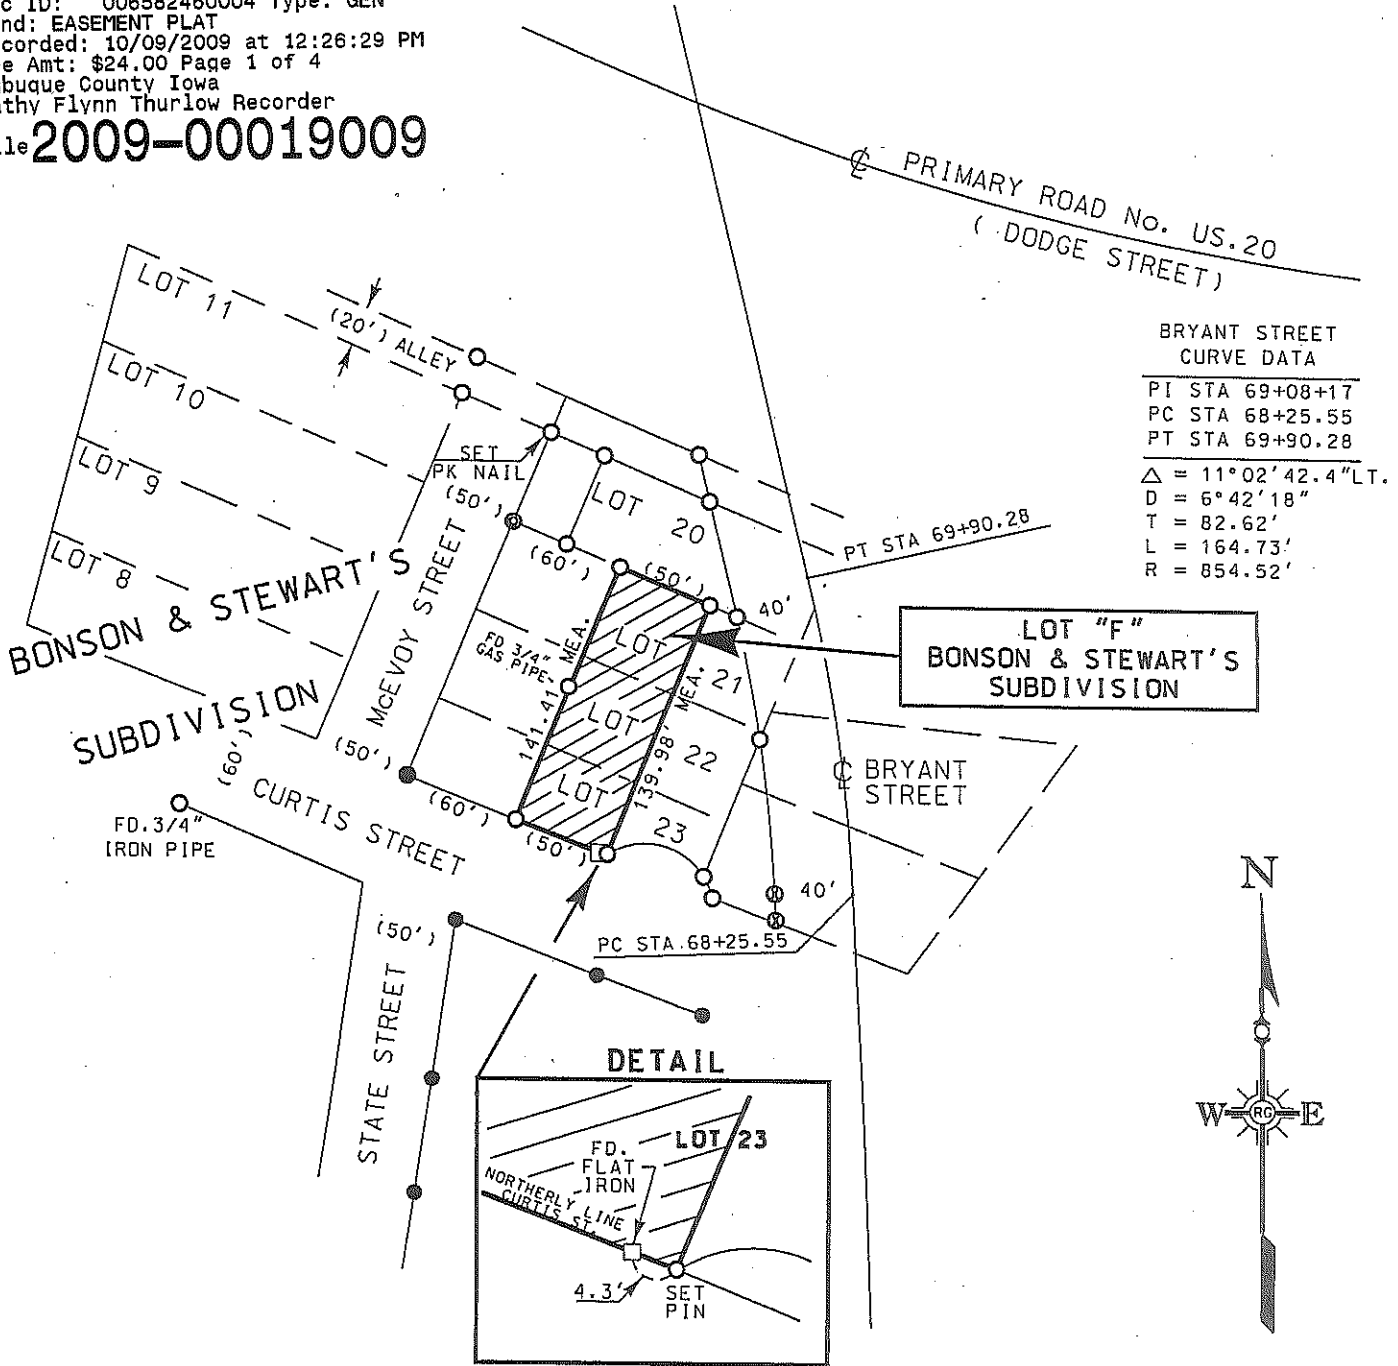 c ID: 006582460004 Type: GEN
nd: EASEMENT PLAT
corded: 10/09/2009 at 12:26:29 PM
e Amt: $24.00 Page 1 of 4
buque County Iowa
thy Flynn Thurlow Recorder
le 2009-00019009
℄ PRIMARY ROAD No. US.20
( DODGE STREET)
BRYANT STREET
CURVE DATA
PI STA 69+08+17
PC STA 68+25.55
PT STA 69+90.28
△ = 11°02'42.4"LT.
D = 6°42'18"
T = 82.62'
L = 164.73'
R = 854.52'
LOT 11
(20') ALLEY
LOT 10
LOT 9
LOT 8
SET
PK NAIL
(50')
LOT 20
(60')
(50')
40'
PT STA 69+90.28
BONSON & STEWART'S
SUBDIVISION
McEVOY STREET
FD 3/4"
GAS PIPE
141.41' MEA.
139.98' MEA.
LOT 21
LOT 22
LOT 23
LOT "F"
BONSON & STEWART'S
SUBDIVISION
℄ BRYANT
STREET
(50')
(60')
(60')
(50')
CURTIS STREET
FD.3/4"
IRON PIPE
40'
PC STA.68+25.55
(50')
STATE STREET
N
W RG E
DETAIL
LOT 23
FD.
FLAT
IRON
NORTHERLY LINE
CURTIS ST.
4.3'
SET
PIN